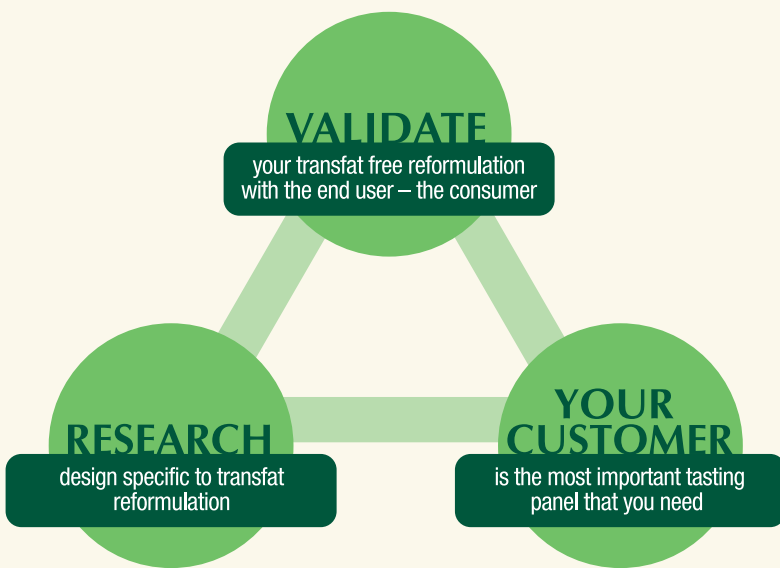 VALIDATE
your transfat free reformulation
with the end user – the consumer
RESEARCH
design specific to transfat
reformulation
YOUR
CUSTOMER
is the most important tasting
panel that you need